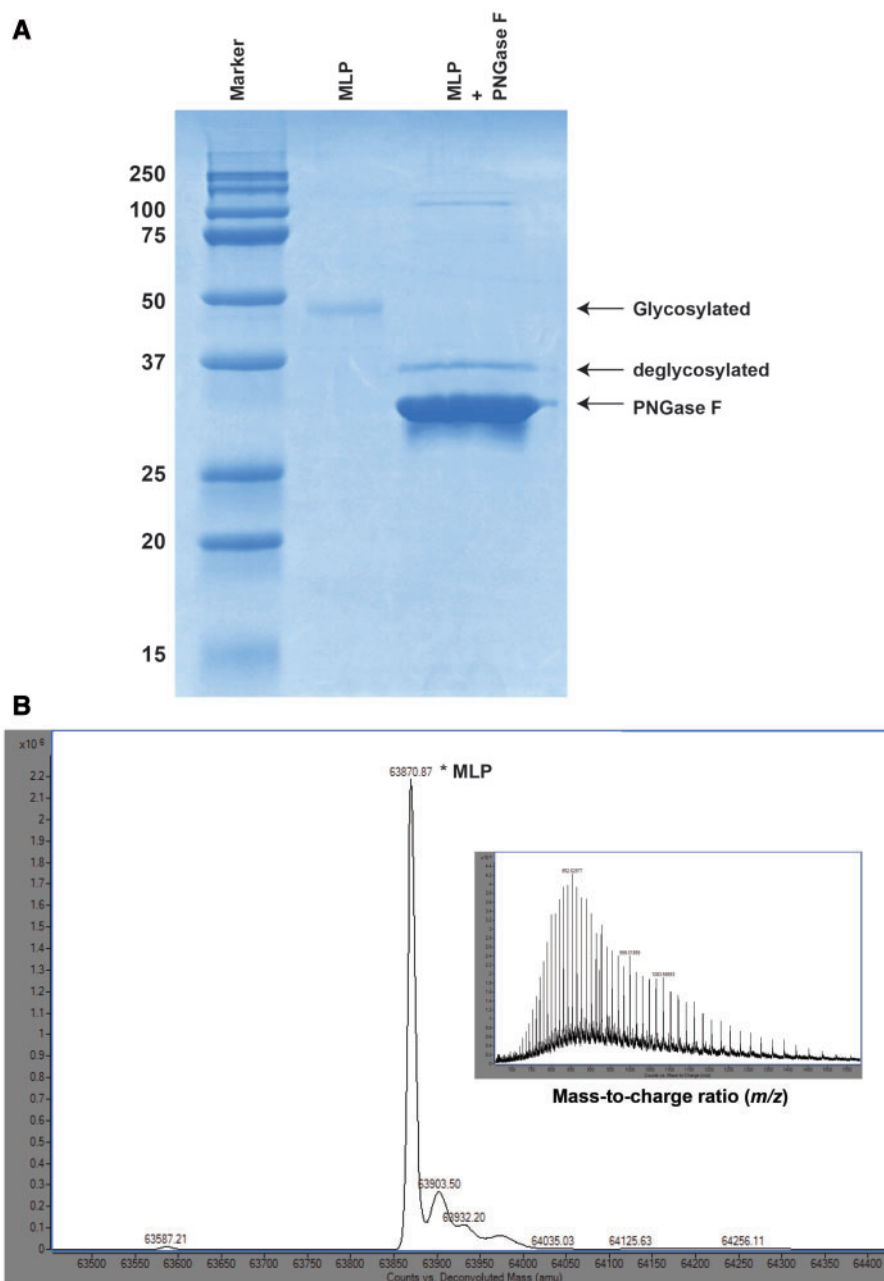 A
Marker
MLP
MLP
+
PNGase F
250
100
75
50
37
25
20
15
Glycosylated
deglycosylated
PNGase F
B
x10 6
63870.87 * MLP
2.2
2.1
2
1.9
1.8
1.7
1.6
1.5
1.4
1.3
1.2
1.1
1
0.9
0.8
0.7
0.6
0.5
0.4
0.3
0.2
0.1
0
Mass-to-charge ratio (m/z)
63903.50
63932.20
63587.21
64035.03
64125.63
64256.11
63500 63550 63600 63650 63700 63750 63800 63850 63900 63950 64000 64050 64100 64150 64200 64250 64300 64350 64400
Counts vs. Deconvoluted Mass (amu)